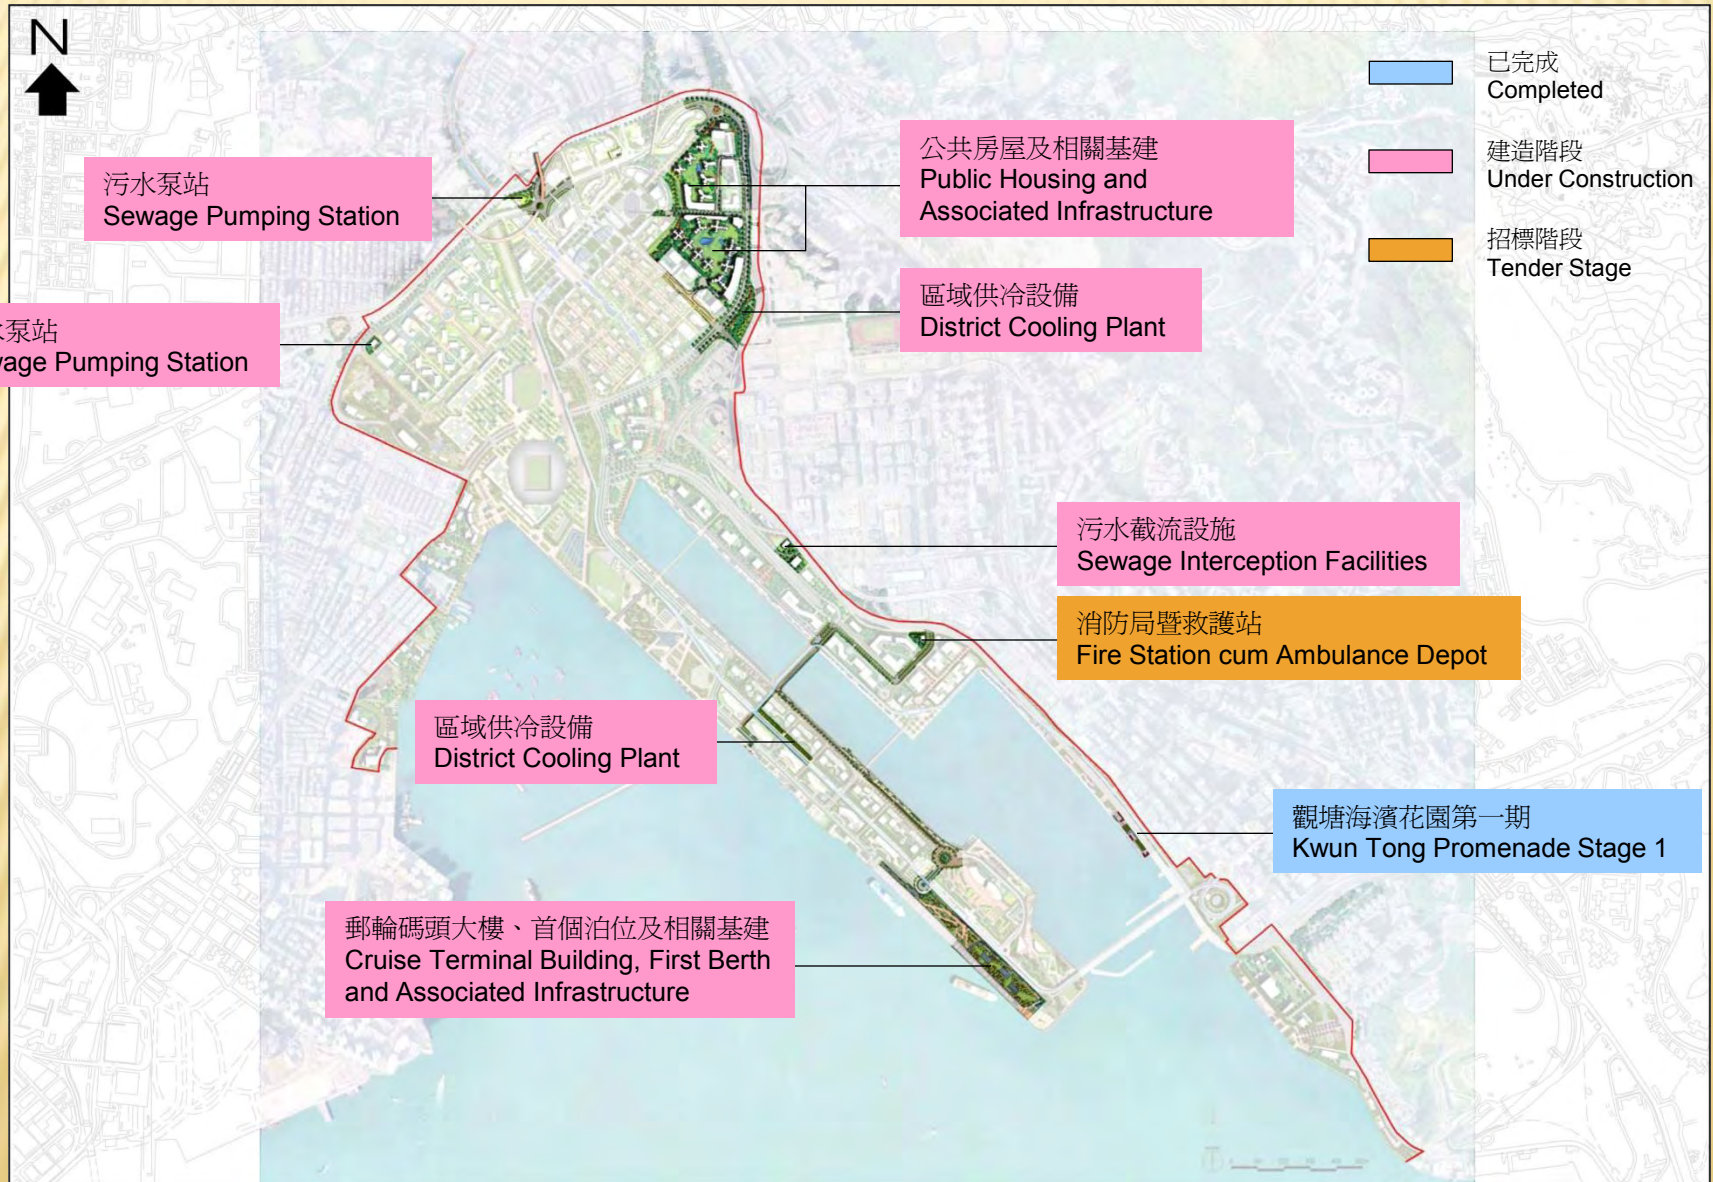 N
已完成
Completed
建造階段
Under Construction
招標階段
Tender Stage
污水泵站
Sewage Pumping Station
公共房屋及相關基建
Public Housing and
Associated Infrastructure
區域供冷設備
District Cooling Plant
水泵站
wage Pumping Station
污水截流設施
Sewage Interception Facilities
消防局暨救護站
Fire Station cum Ambulance Depot
區域供冷設備
District Cooling Plant
觀塘海濱花園第一期
Kwun Tong Promenade Stage 1
郵輪碼頭大樓、首個泊位及相關基建
Cruise Terminal Building, First Berth
and Associated Infrastructure